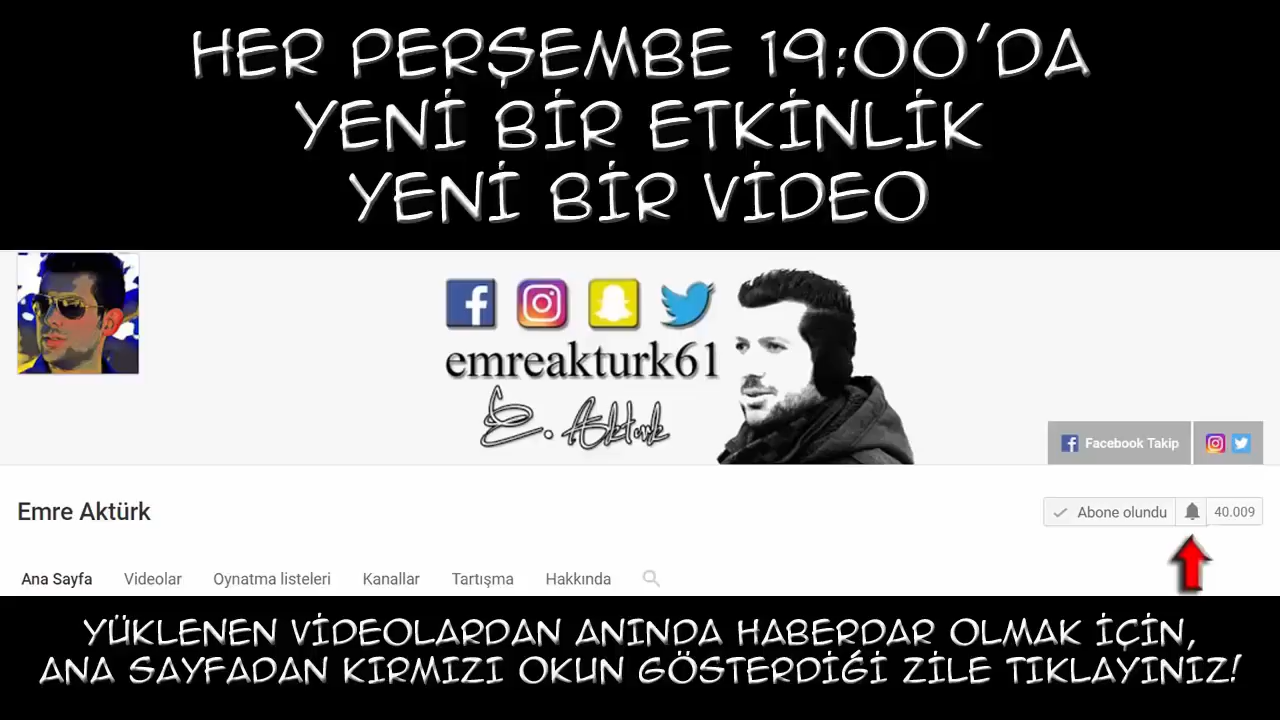 HER PERŞEMBE 19:00'DA
YENİ BİR ETKİNLİK
YENİ BİR VİDEO
emreakturk61
E. Aktürk
Facebook Takip
Emre Aktürk
Abone olundu 40.009
Ana Sayfa Videolar Oynatma listeleri Kanallar Tartışma Hakkında
YÜKLENEN VİDEOLARDAN ANINDA HABERDAR OLMAK İÇİN,
ANA SAYFADAN KIRMIZI OKUN GÖSTERDİĞİ ZİLE TIKLAYINIZ!